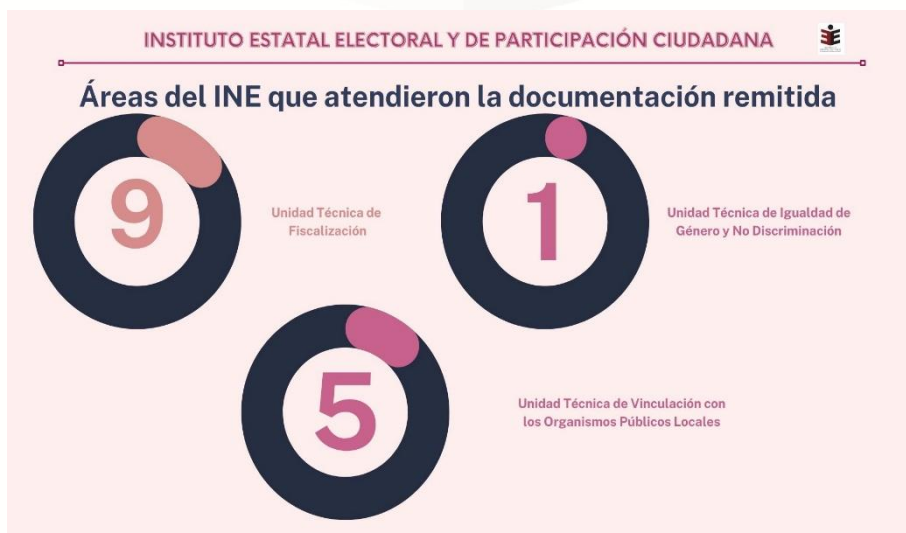 INSTITUTO ESTATAL ELECTORAL Y DE PARTICIPACIÓN CIUDADANA
Áreas del INE que atendieron la documentación remitida
9
Unidad Técnica de
Fiscalización
1
Unidad Técnica de Igualdad de
Género y No Discriminación
5
Unidad Técnica de Vinculación con
los Organismos Públicos Locales